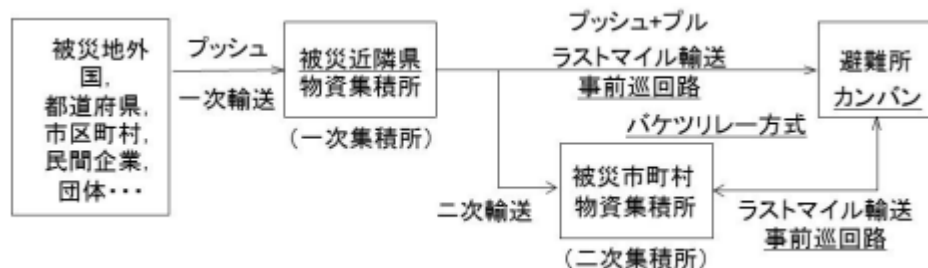 被災地外
国,
都道府県,
市区町村,
民間企業,
団体・・・
プッシュ
一次輸送
被災近隣県
物資集積所
(一次集積所)
プッシュ+プル
ラストマイル輸送
事前巡回路
バケツリレー方式
避難所
カンバン
二次輸送
被災市町村
物資集積所
(二次集積所)
ラストマイル輸送
事前巡回路